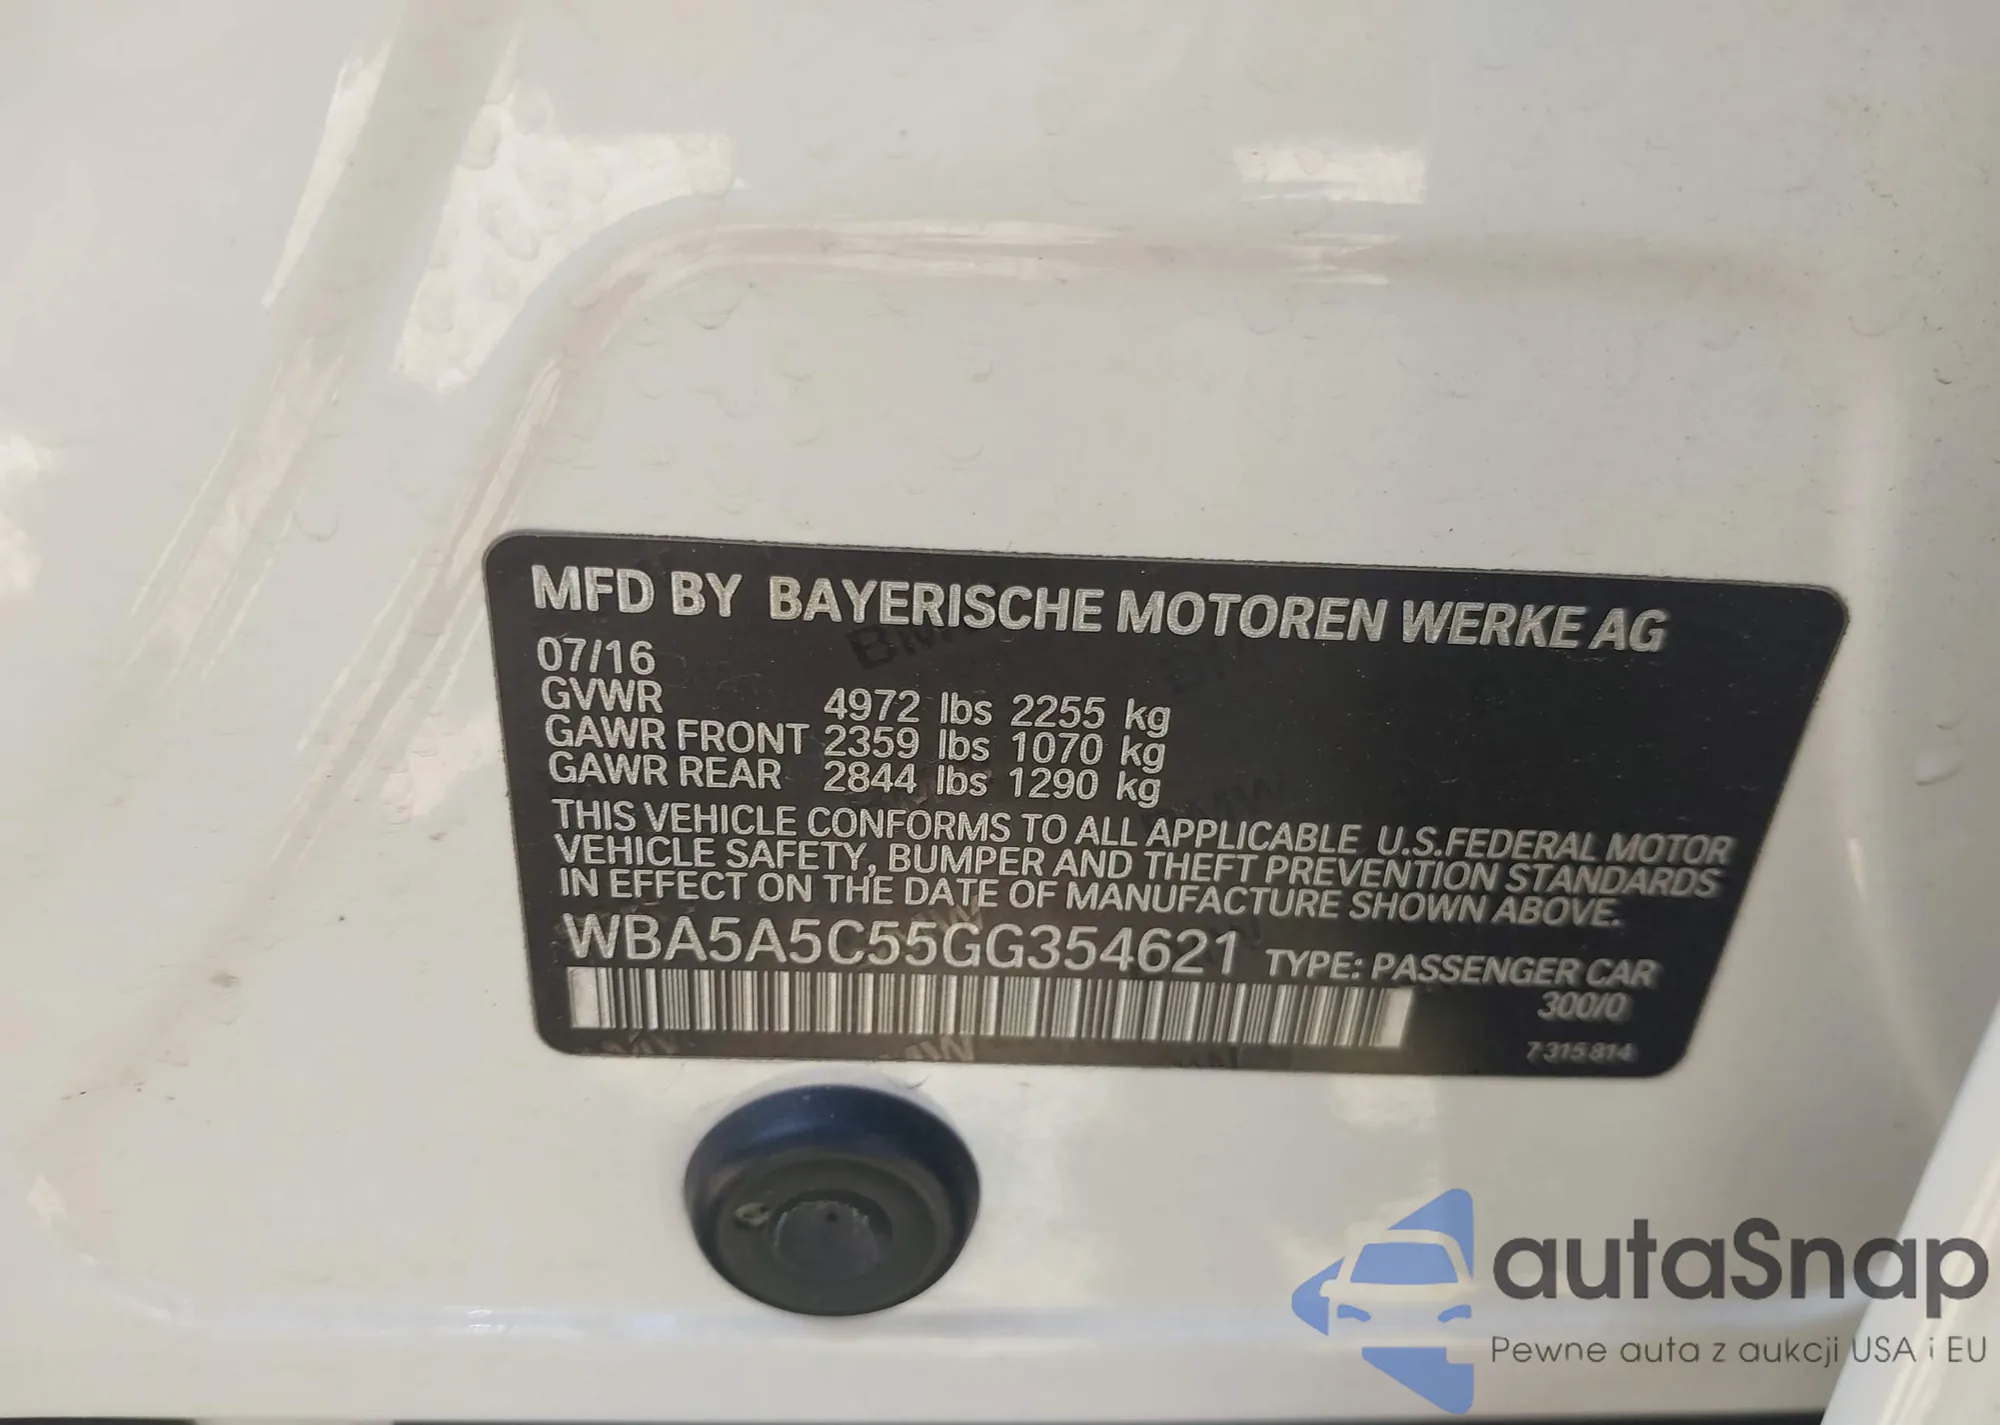 MFD BY BAYERISCHE MOTOREN WERKE AG
07/16
GVWR 4972 lbs 2255 kg
GAWR FRONT 2359 lbs 1070 kg
GAWR REAR 2844 lbs 1290 kg
THIS VEHICLE CONFORMS TO ALL APPLICABLE U.S.FEDERAL MOTOR
VEHICLE SAFETY, BUMPER AND THEFT PREVENTION STANDARDS
IN EFFECT ON THE DATE OF MANUFACTURE SHOWN ABOVE.
WBA5A5C55GG354621 TYPE: PASSENGER CAR
300/0
7 315 814
autaSnap
Pewne auta z aukcji USA i EU